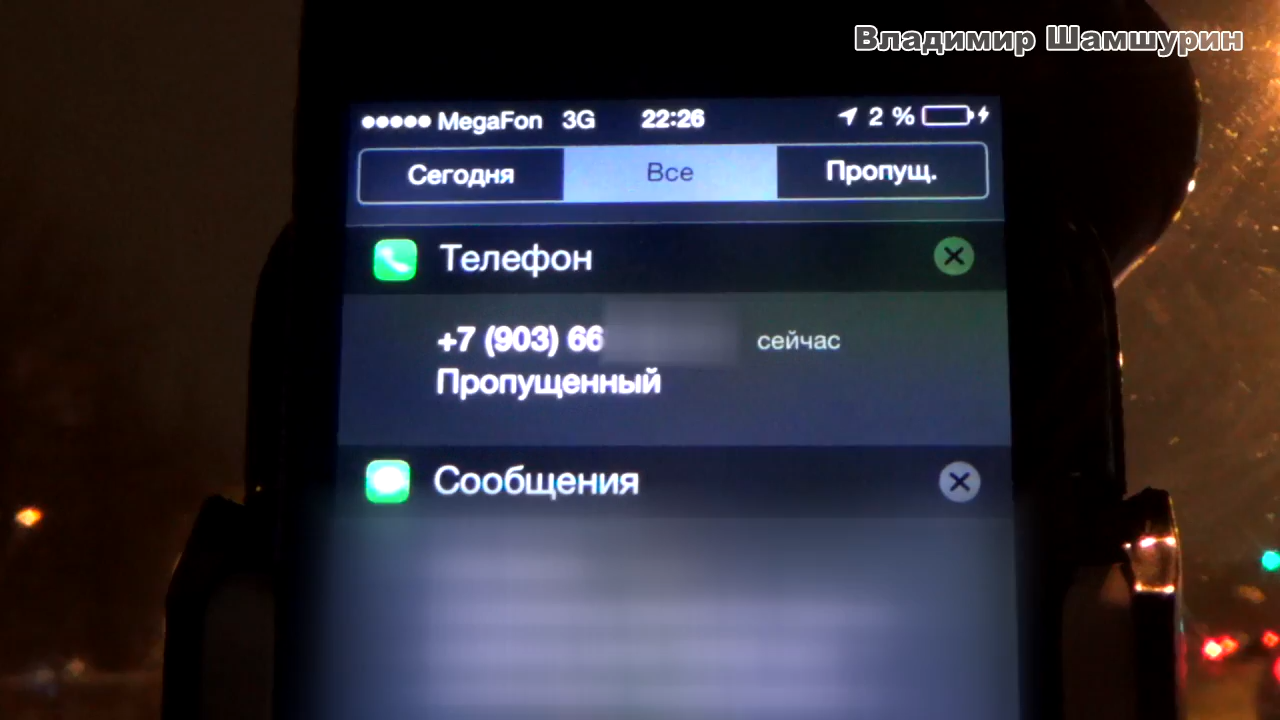 Владимир Шамшурин
MegaFon 3G 22:26 2 %
Сегодня Все Пропущ.
Телефон
+7 (903) 66
сейчас
Пропущенный
Сообщения